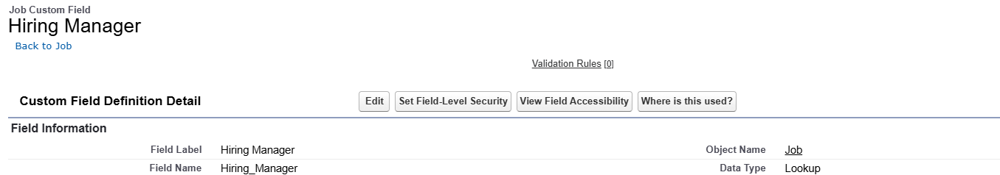 Job Custom Field
Hiring Manager
Back to Job
Validation Rules [0]
Custom Field Definition Detail Edit Set Field-Level Security View Field Accessibility Where is this used?
Field Information
Field Label Hiring Manager Object Name Job
Field Name Hiring_Manager Data Type Lookup